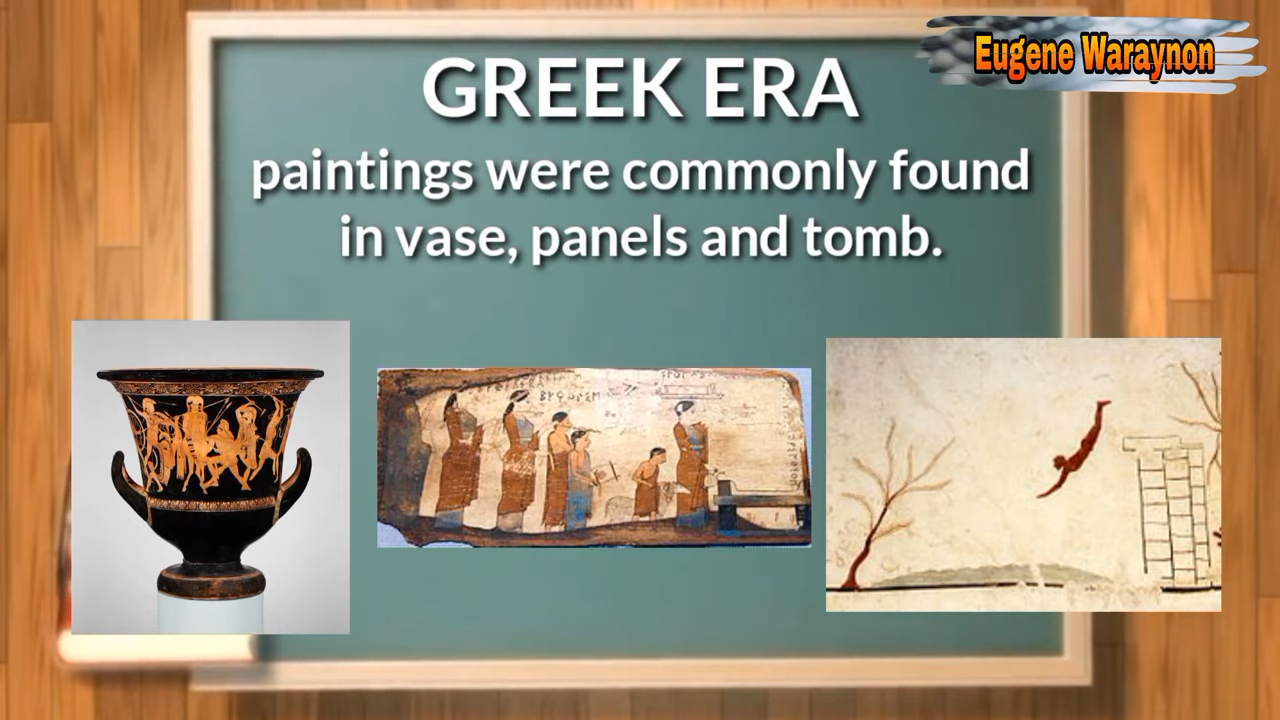 Eugene Waraynon
GREEK ERA
paintings were commonly found
in vase, panels and tomb.